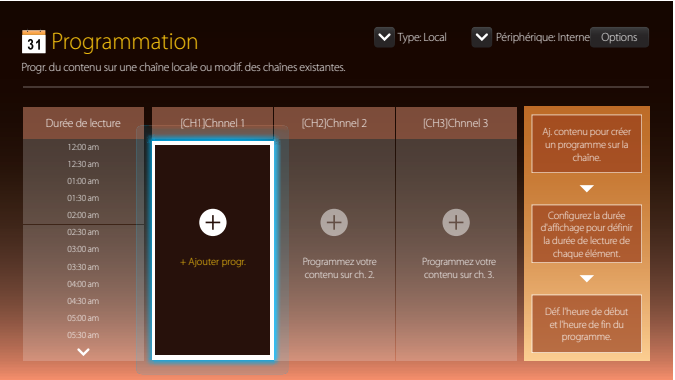 31 Programmation
Type: Local
Périphérique: Interne
Options
Progr. du contenu sur une chaîne locale ou modif. des chaînes existantes.
Durée de lecture
[CH1]Chnnel 1
[CH2]Chnnel 2
[CH3]Chnnel 3
12:00 am
12:30 am
01:00 am
01:30 am
02:00 am
02:30 am
03:00 am
03:30 am
04:00 am
04:30 am
05:00 am
05:30 am
+ Ajouter progr.
Programmez votre
contenu sur ch. 2.
Programmez votre
contenu sur ch. 3.
Aj. contenu pour créer
un programme sur la
chaîne.
Configurez la durée
d'affichage pour définir
la durée de lecture de
chaque élément.
Déf. l'heure de début
et l'heure de fin du
programme.